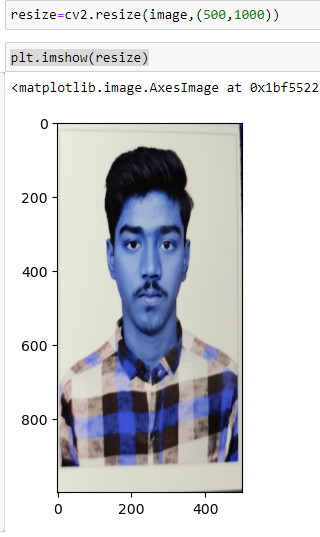 resize=cv2.resize(image,(500,1000))
plt.imshow(resize)
<matplotlib.image.AxesImage at 0x1bf5522
0
200
400
600
800
0 200 400